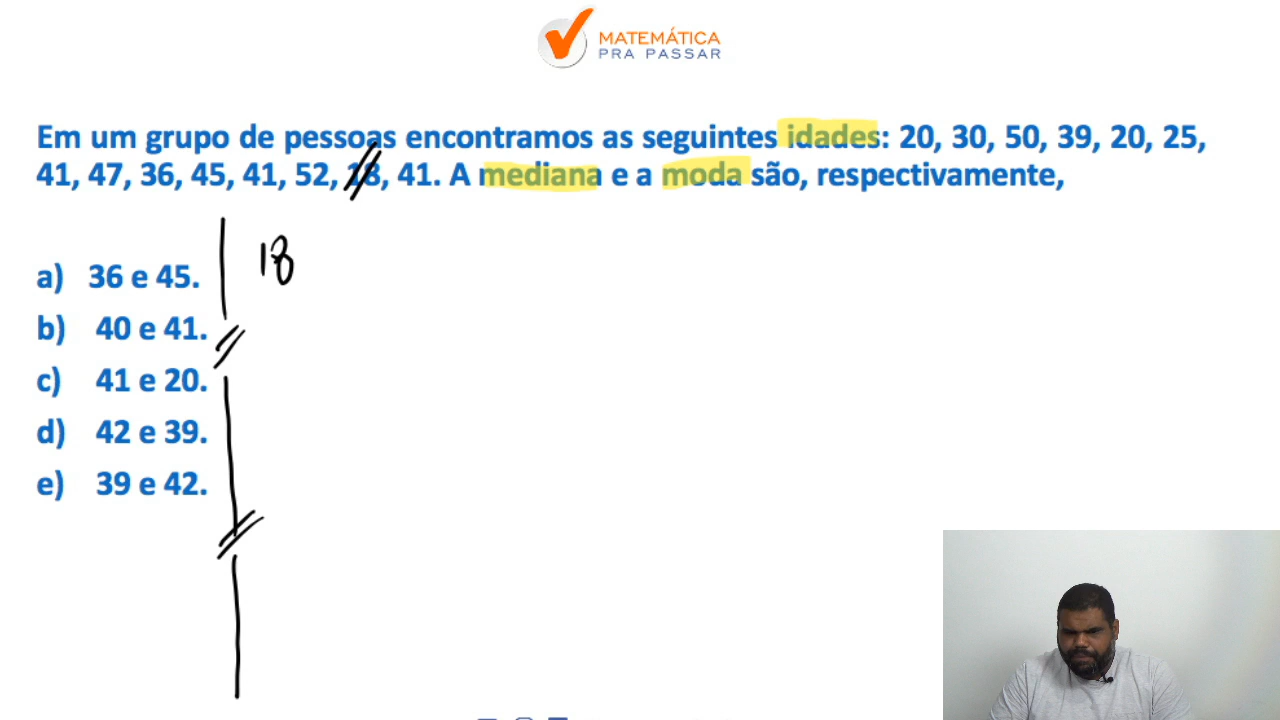 MATEMÁTICA
PRA PASSAR
Em um grupo de pessoas encontramos as seguintes idades: 20, 30, 50, 39, 20, 25,
41, 47, 36, 45, 41, 52, 18, 41. A mediana e a moda são, respectivamente,
18
a) 36 e 45.
b) 40 e 41.
c) 41 e 20.
d) 42 e 39.
e) 39 e 42.